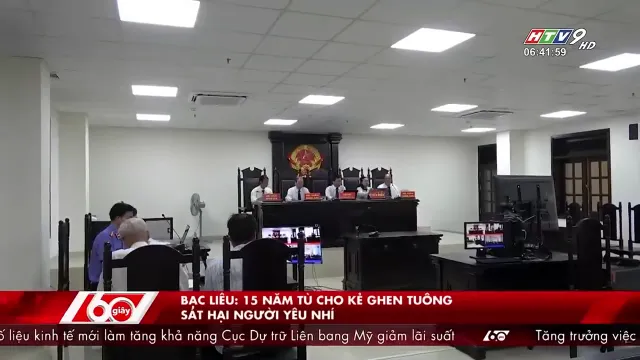 HTV9 HD
06:41:59
60 giây
BẠC LIÊU: 15 NĂM TÙ CHO KẺ GHEN TUÔNG
SÁT HẠI NGƯỜI YÊU NHÍ
ố liệu kinh tế mới làm tăng khả năng Cục Dự trữ Liên bang Mỹ giảm lãi suất 60 giây Tăng trưởng việc